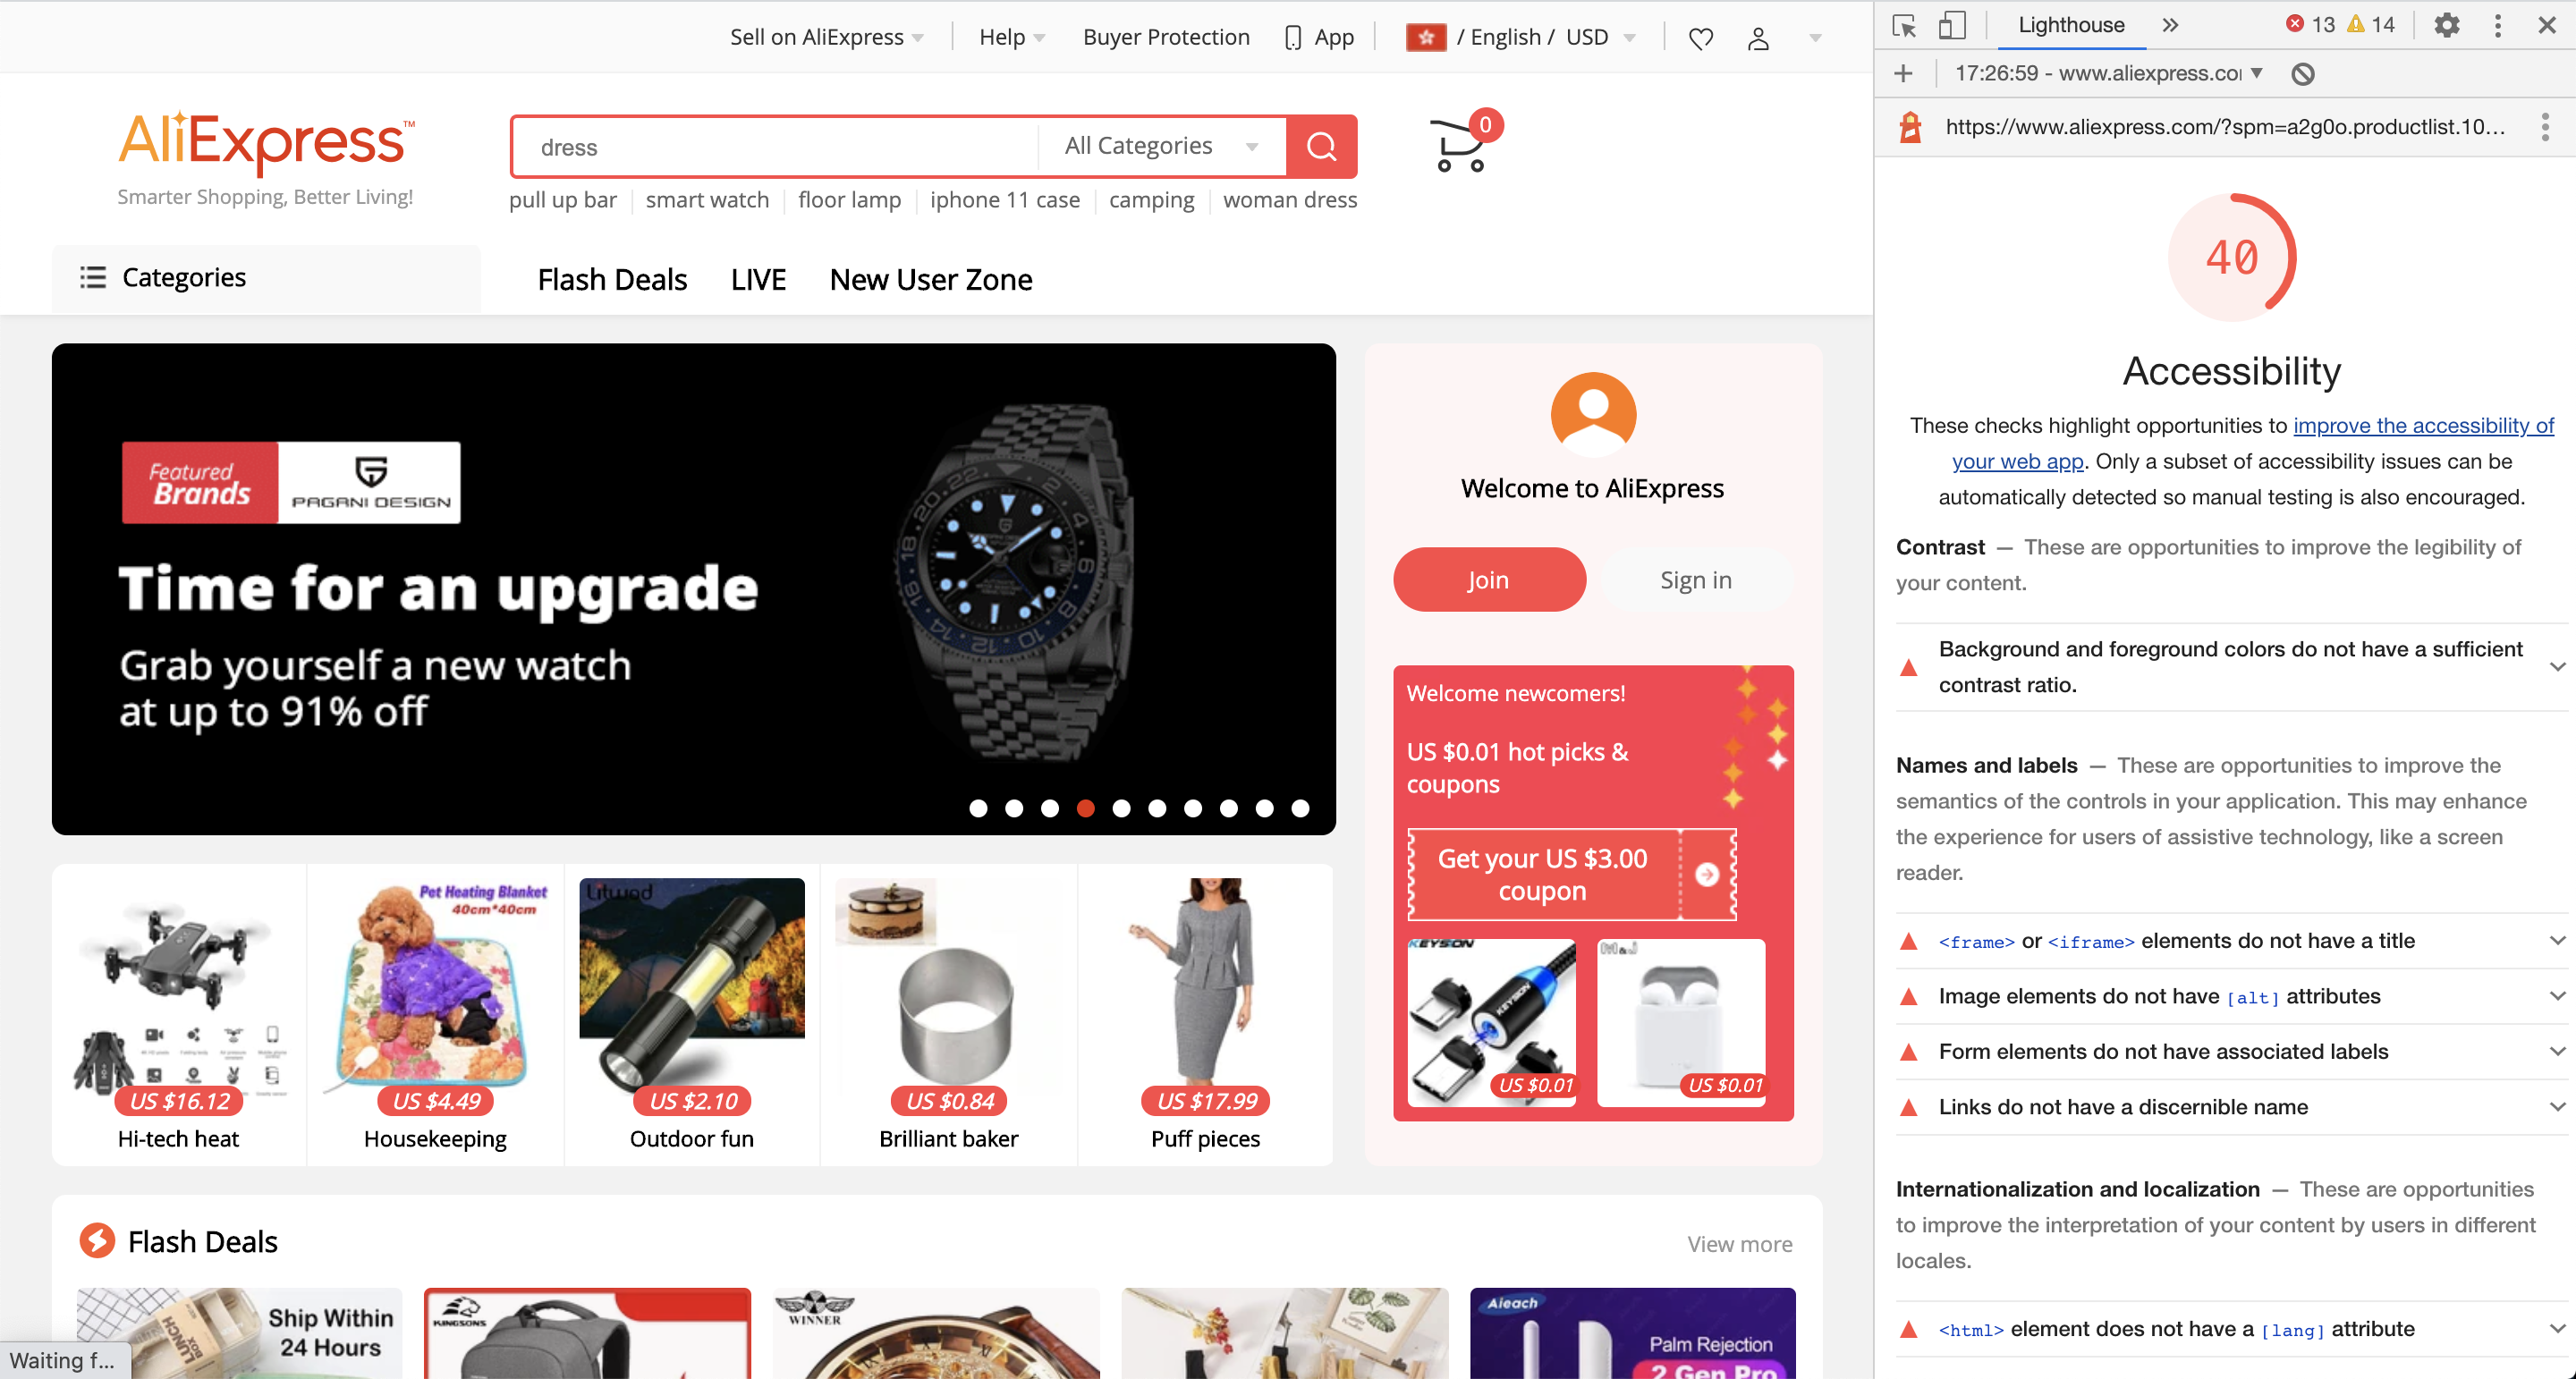 Sell on AliExpress
Help
Buyer Protection
App
/ English / USD
AliExpress™
Smarter Shopping, Better Living!
dress
All Categories
0
pull up bar
smart watch
floor lamp
iphone 11 case
camping
woman dress
Categories
Flash Deals
LIVE
New User Zone
Featured
Brands
PAGANI DESIGN
Time for an upgrade
Grab yourself a new watch
at up to 91% off
Welcome to AliExpress
Join
Sign in
Welcome newcomers!
US $0.01 hot picks &
coupons
Get your US $3.00
coupon
KEYSION
M&J
US $0.01
US $0.01
Pet Heating Blanket
40cm*40cm
Litwod
US $16.12
US $4.49
US $2.10
US $0.84
US $17.99
Hi-tech heat
Housekeeping
Outdoor fun
Brilliant baker
Puff pieces
Flash Deals
View more
LUNCH
BOX
Ship Within
24 Hours
KINGSONS
WINNER
Aieach
Palm Rejection
2 Gen Pro
Waiting f...
Lighthouse
13
14
17:26:59 - www.aliexpress.co
https://www.aliexpress.com/?spm=a2g0o.productlist.10...
40
Accessibility
These checks highlight opportunities to improve the accessibility of
your web app. Only a subset of accessibility issues can be
automatically detected so manual testing is also encouraged.
Contrast — These are opportunities to improve the legibility of
your content.
Background and foreground colors do not have a sufficient
contrast ratio.
Names and labels — These are opportunities to improve the
semantics of the controls in your application. This may enhance
the experience for users of assistive technology, like a screen
reader.
<frame> or <iframe> elements do not have a title
Image elements do not have [alt] attributes
Form elements do not have associated labels
Links do not have a discernible name
Internationalization and localization — These are opportunities
to improve the interpretation of your content by users in different
locales.
<html> element does not have a [lang] attribute